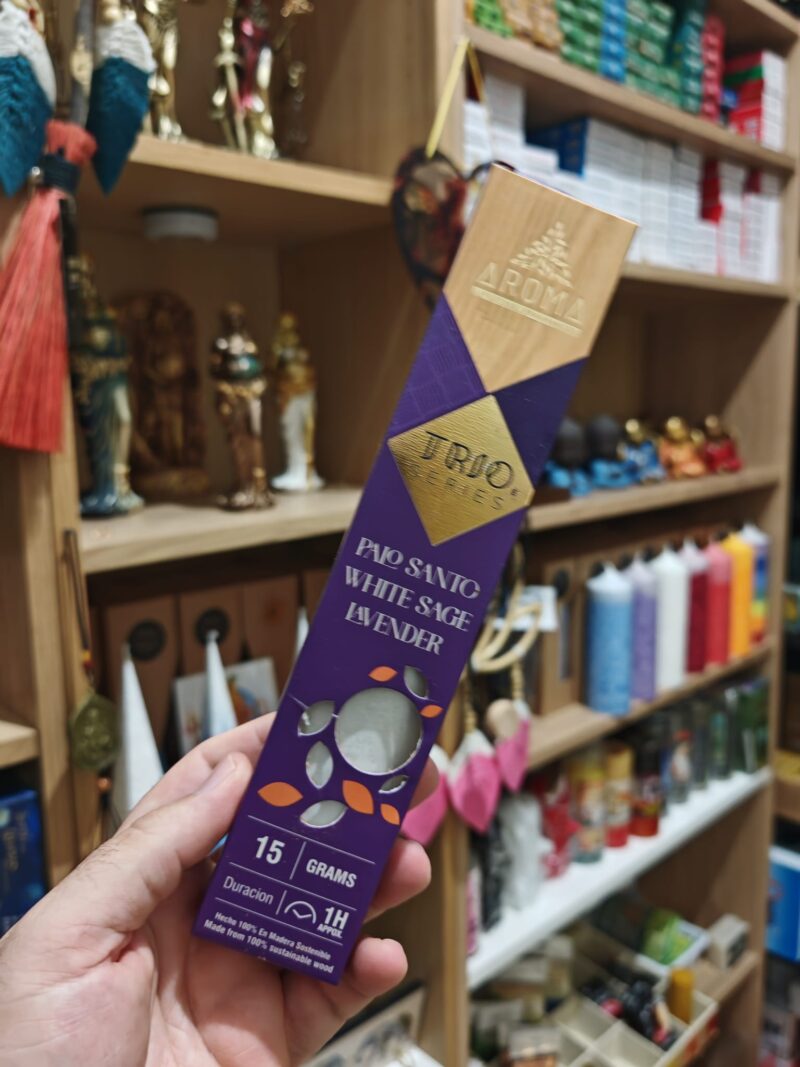 AROMA
TRIO
SERIES
PALO SANTO
WHITE SAGE
LAVENDER
15 GRAMS
Duracion 1H
APPOX.
Hecho 100% En Madera Sostenible
Made from 100% sustainable wood